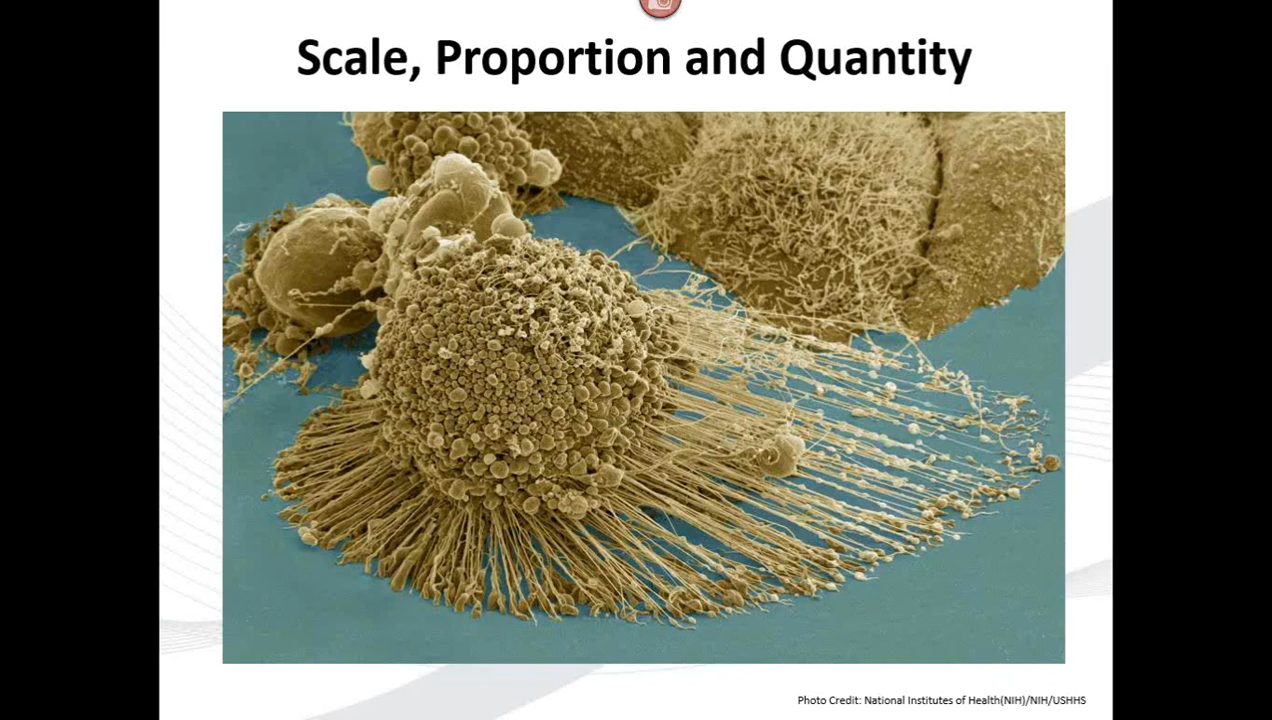 Scale, Proportion and Quantity
Photo Credit: National Institutes of Health(NIH)/NIH/USHHS